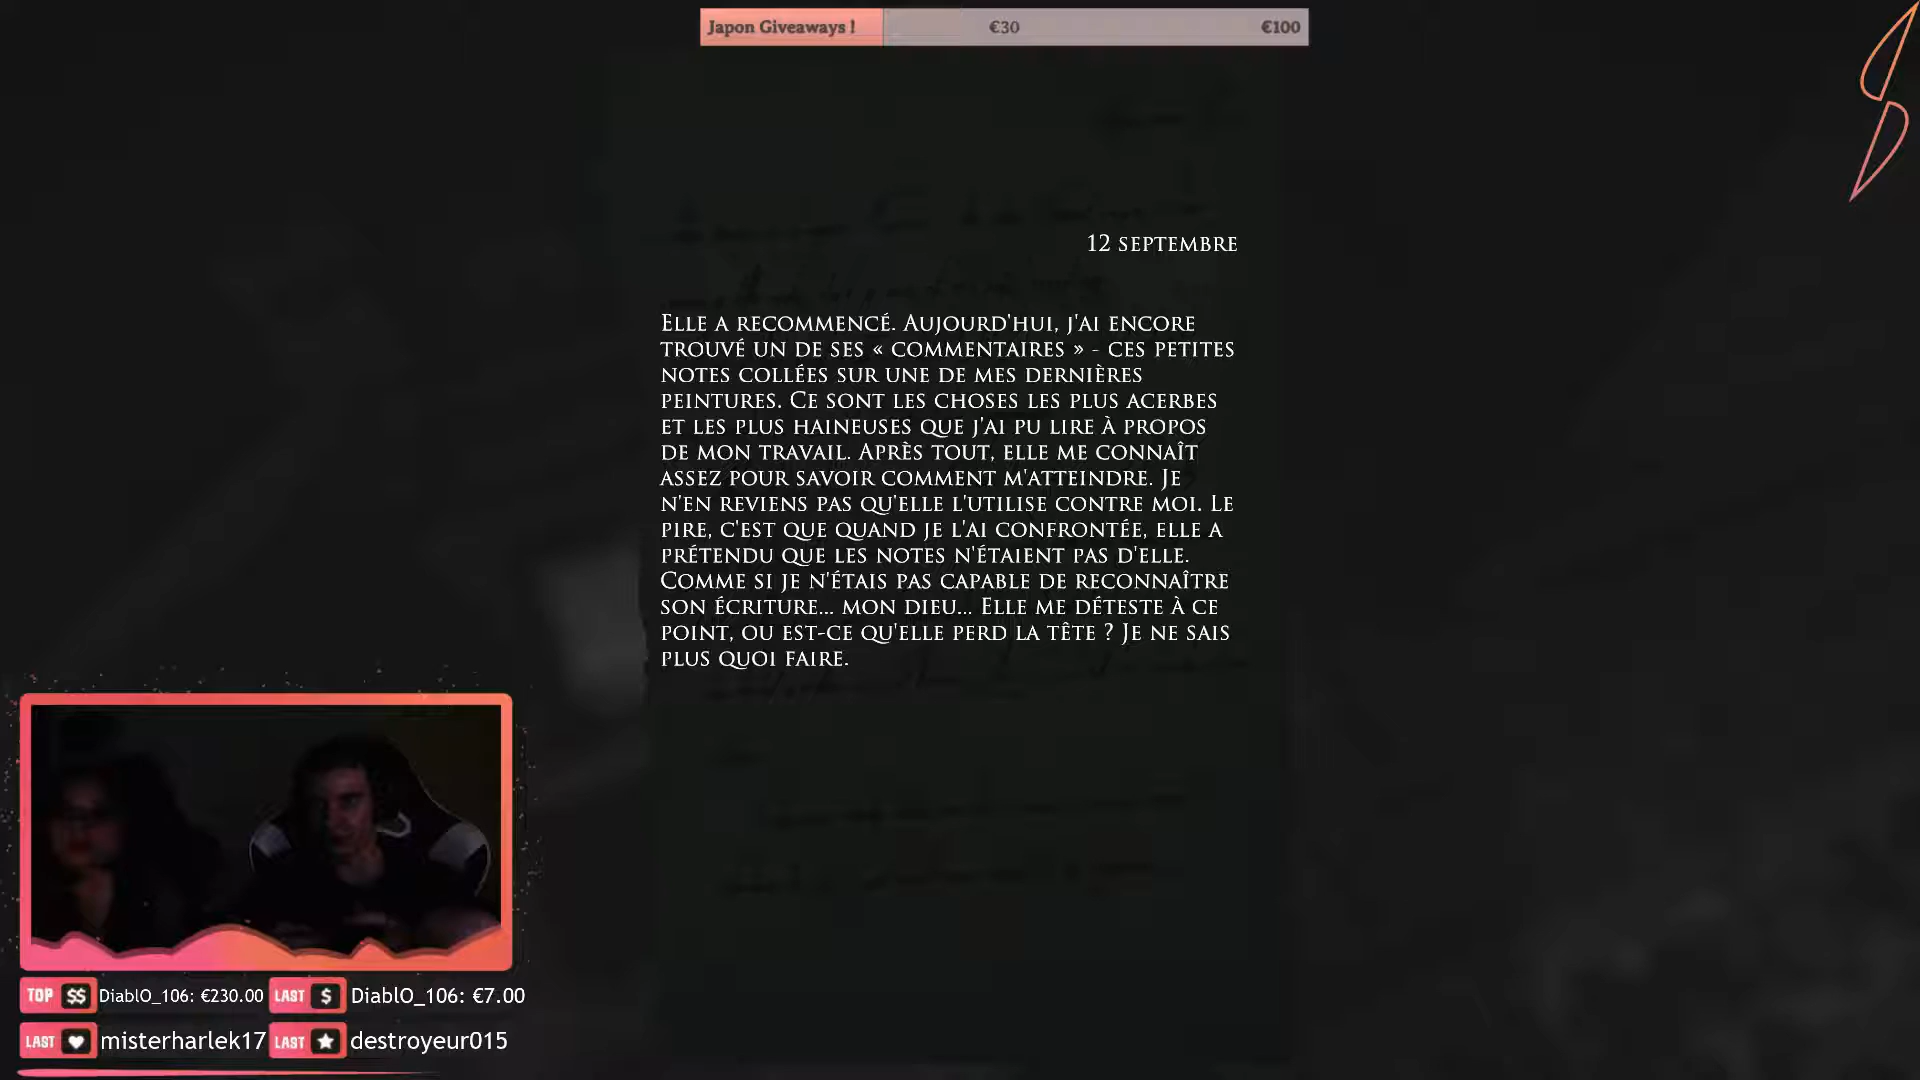 Japon Giveaways !
€30
€100
12 septembre
Elle a recommencé. Aujourd'hui, j'ai encore
trouvé un de ses « commentaires » - ces petites
notes collées sur une de mes dernières
peintures. Ce sont les choses les plus acerbes
et les plus haineuses que j'ai pu lire à propos
de mon travail. Après tout, elle me connaît
assez pour savoir comment m'atteindre. Je
n'en reviens pas qu'elle l'utilise contre moi. Le
pire, c'est que quand je l'ai confrontée, elle a
prétendu que les notes n'étaient pas d'elle.
Comme si je n'étais pas capable de reconnaître
son écriture... mon dieu... Elle me déteste à ce
point, ou est-ce qu'elle perd la tête ? Je ne sais
plus quoi faire.
TOP $$ DiablO_106: €230.00 LAST $ DiablO_106: €7.00
LAST misterharlek17 LAST destroyeur015